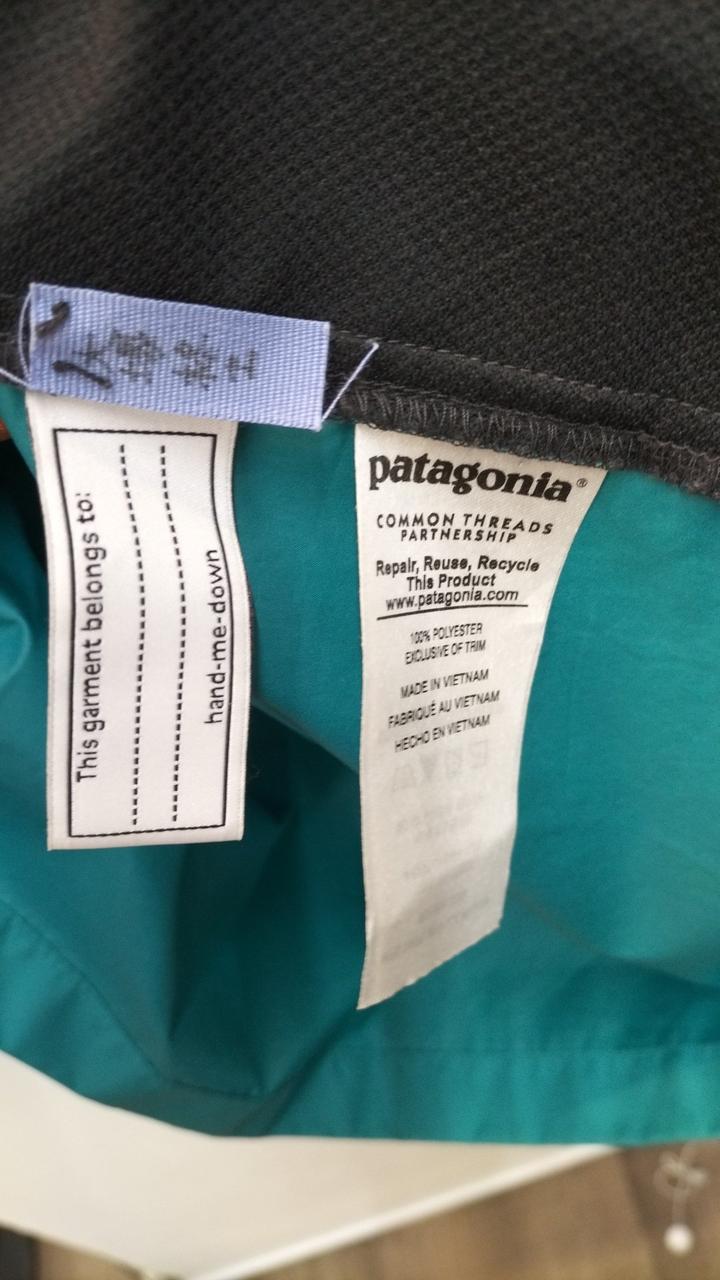 This garment belongs to:
hand-me-down
patagonia®
COMMON THREADS
PARTNERSHIP
Repair, Reuse, Recycle
This Product
www.patagonia.com
100% POLYESTER
EXCLUSIVE OF TRIM
MADE IN VIETNAM
FABRIQUÉ AU VIETNAM
HECHO EN VIETNAM